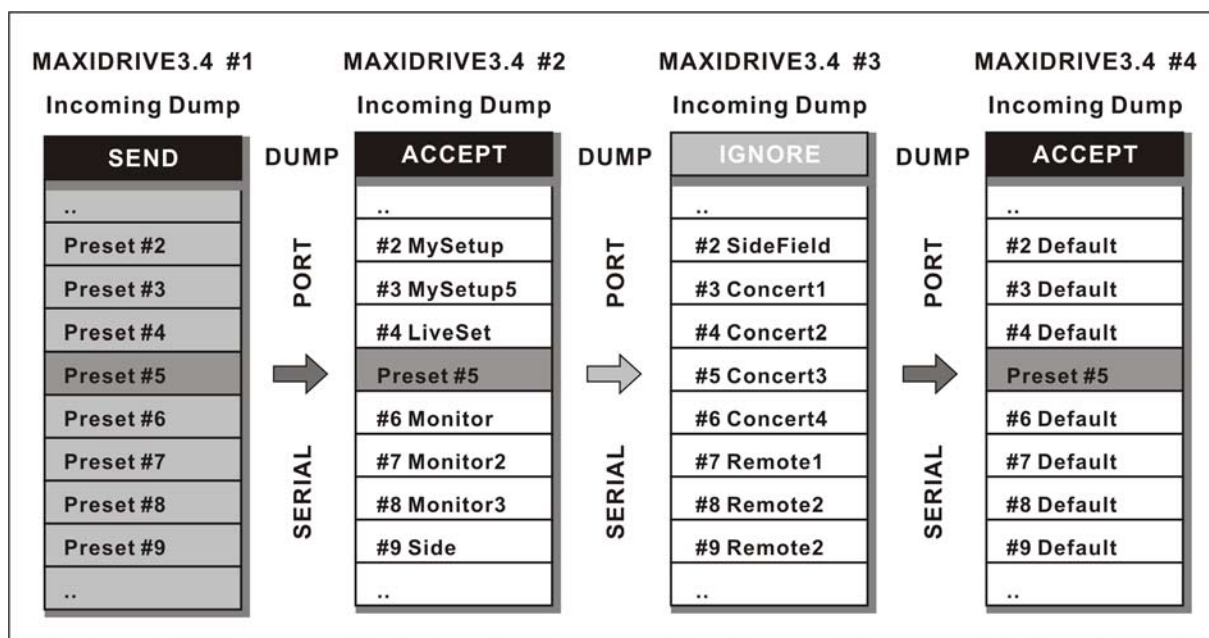 MAXIDRIVE3.4 #1
Incoming Dump
SEND
..
Preset #2
Preset #3
Preset #4
Preset #5
Preset #6
Preset #7
Preset #8
Preset #9
..
DUMP
PORT
SERIAL
MAXIDRIVE3.4 #2
Incoming Dump
ACCEPT
..
#2 MySetup
#3 MySetup5
#4 LiveSet
Preset #5
#6 Monitor
#7 Monitor2
#8 Monitor3
#9 Side
..
DUMP
PORT
SERIAL
MAXIDRIVE3.4 #3
Incoming Dump
IGNORE
..
#2 SideField
#3 Concert1
#4 Concert2
#5 Concert3
#6 Concert4
#7 Remote1
#8 Remote2
#9 Remote2
..
DUMP
PORT
SERIAL
MAXIDRIVE3.4 #4
Incoming Dump
ACCEPT
..
#2 Default
#3 Default
#4 Default
Preset #5
#6 Default
#7 Default
#8 Default
#9 Default
..